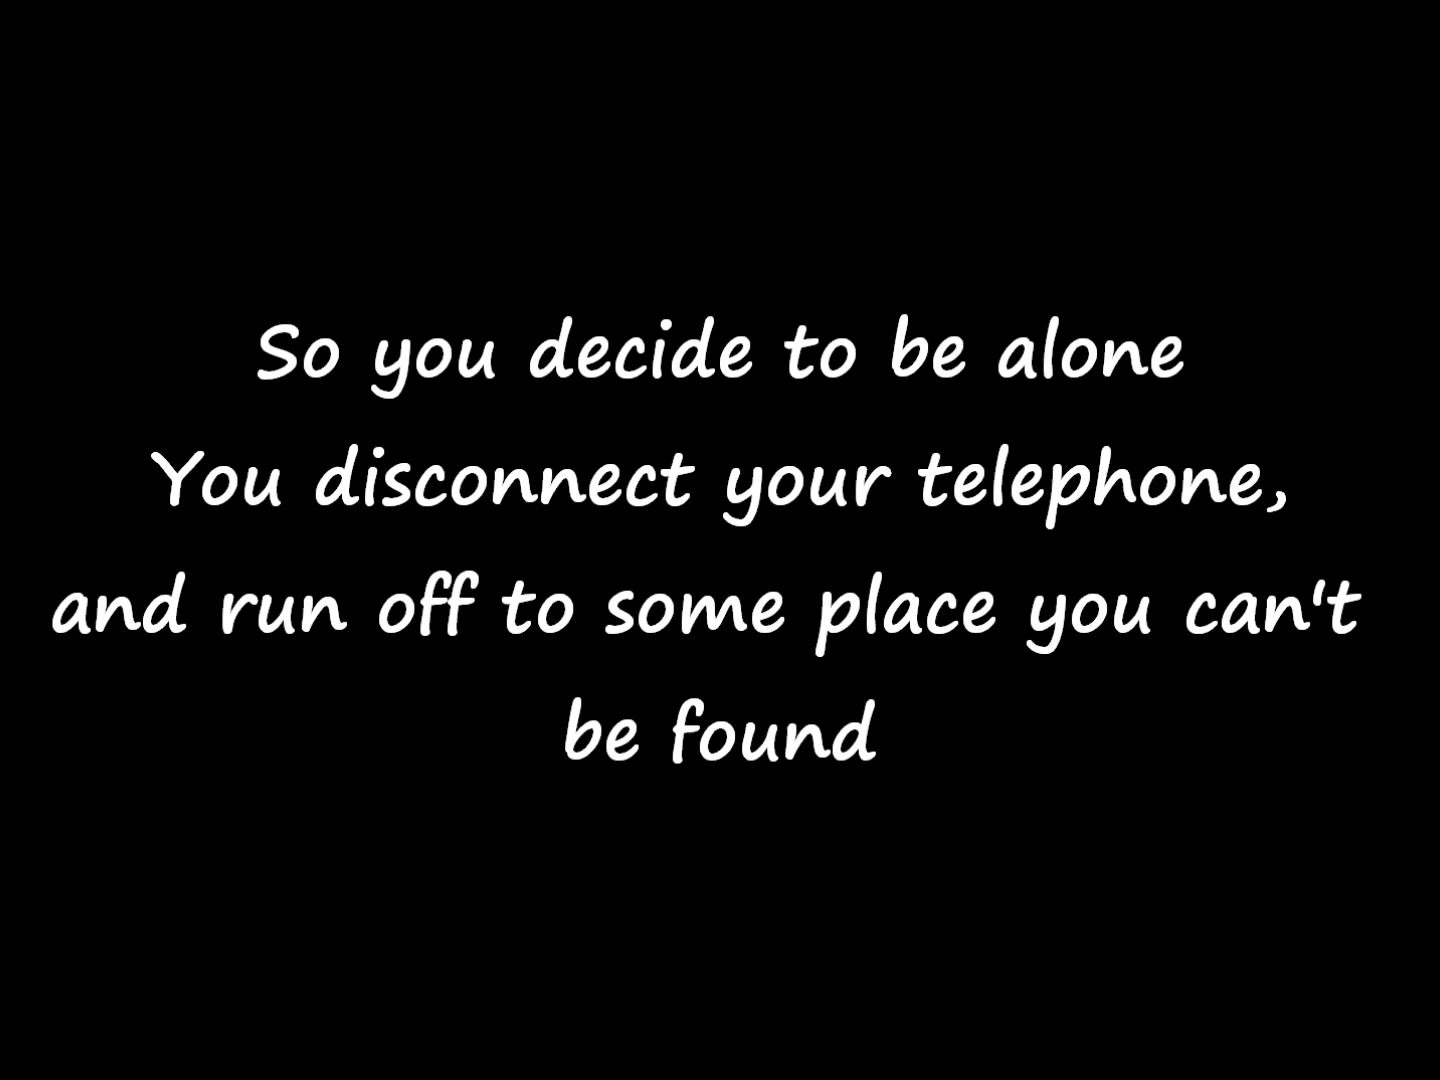 So you decide to be alone
You disconnect your telephone,
and run off to some place you can't
be found